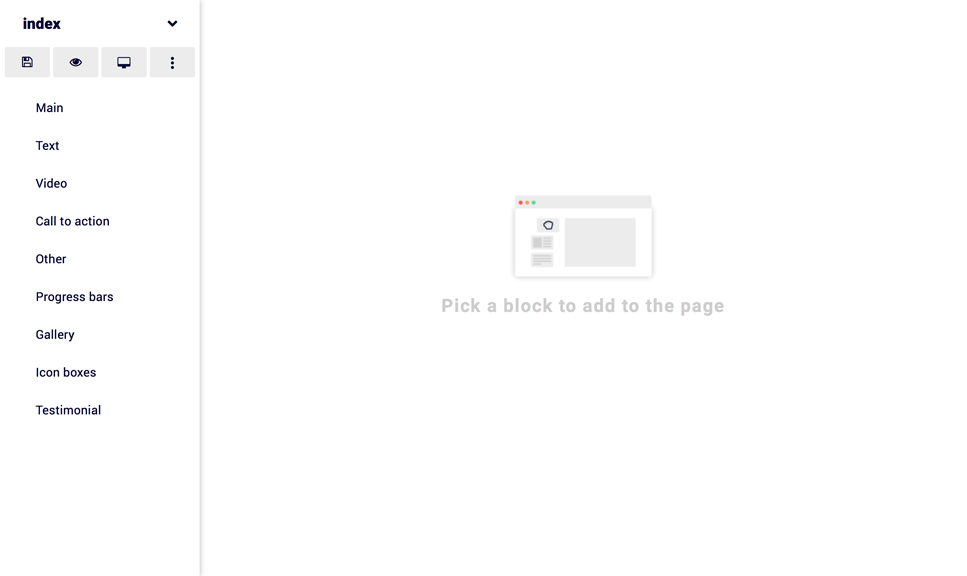 index
Main
Text
Video
Call to action
Other
Progress bars
Gallery
Icon boxes
Testimonial
Pick a block to add to the page